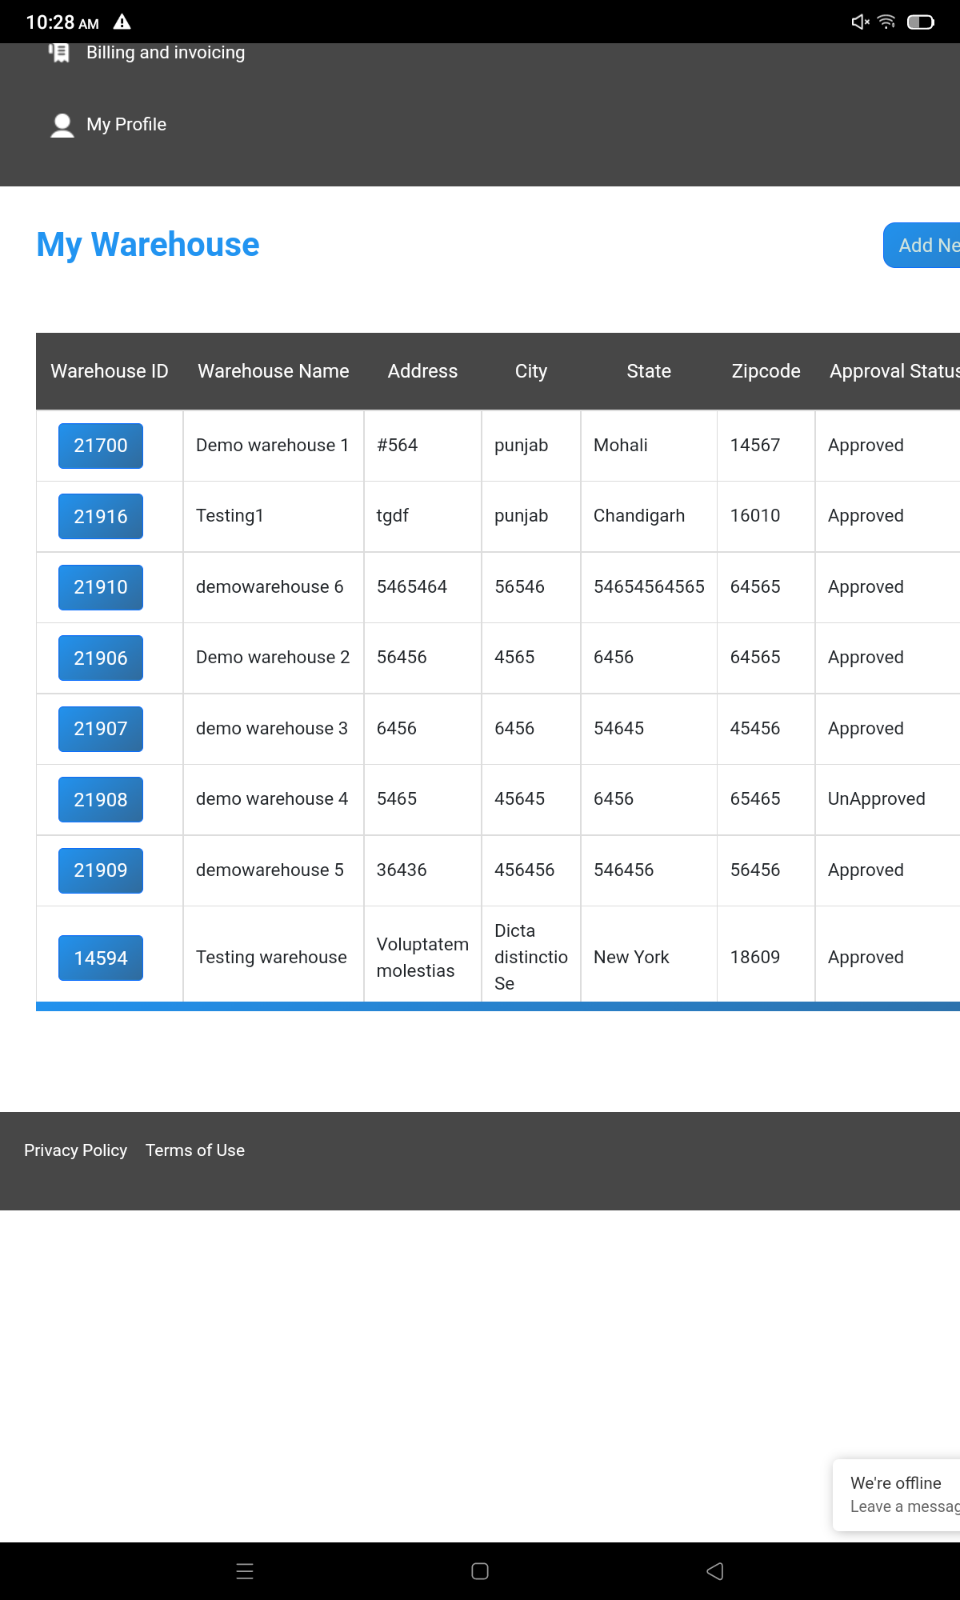 10:28 AM
Billing and invoicing
My Profile
My Warehouse
Add Ne
Warehouse ID Warehouse Name Address City State Zipcode Approval Status
21700 Demo warehouse 1 #564 punjab Mohali 14567 Approved
21916 Testing1 tgdf punjab Chandigarh 16010 Approved
21910 demowarehouse 6 5465464 56546 54654564565 64565 Approved
21906 Demo warehouse 2 56456 4565 6456 64565 Approved
21907 demo warehouse 3 6456 6456 54645 45456 Approved
21908 demo warehouse 4 5465 45645 6456 65465 UnApproved
21909 demowarehouse 5 36436 456456 546456 56456 Approved
14594 Testing warehouse Voluptatem molestias Dicta distinctio Se New York 18609 Approved
Privacy Policy Terms of Use
We're offline
Leave a messag